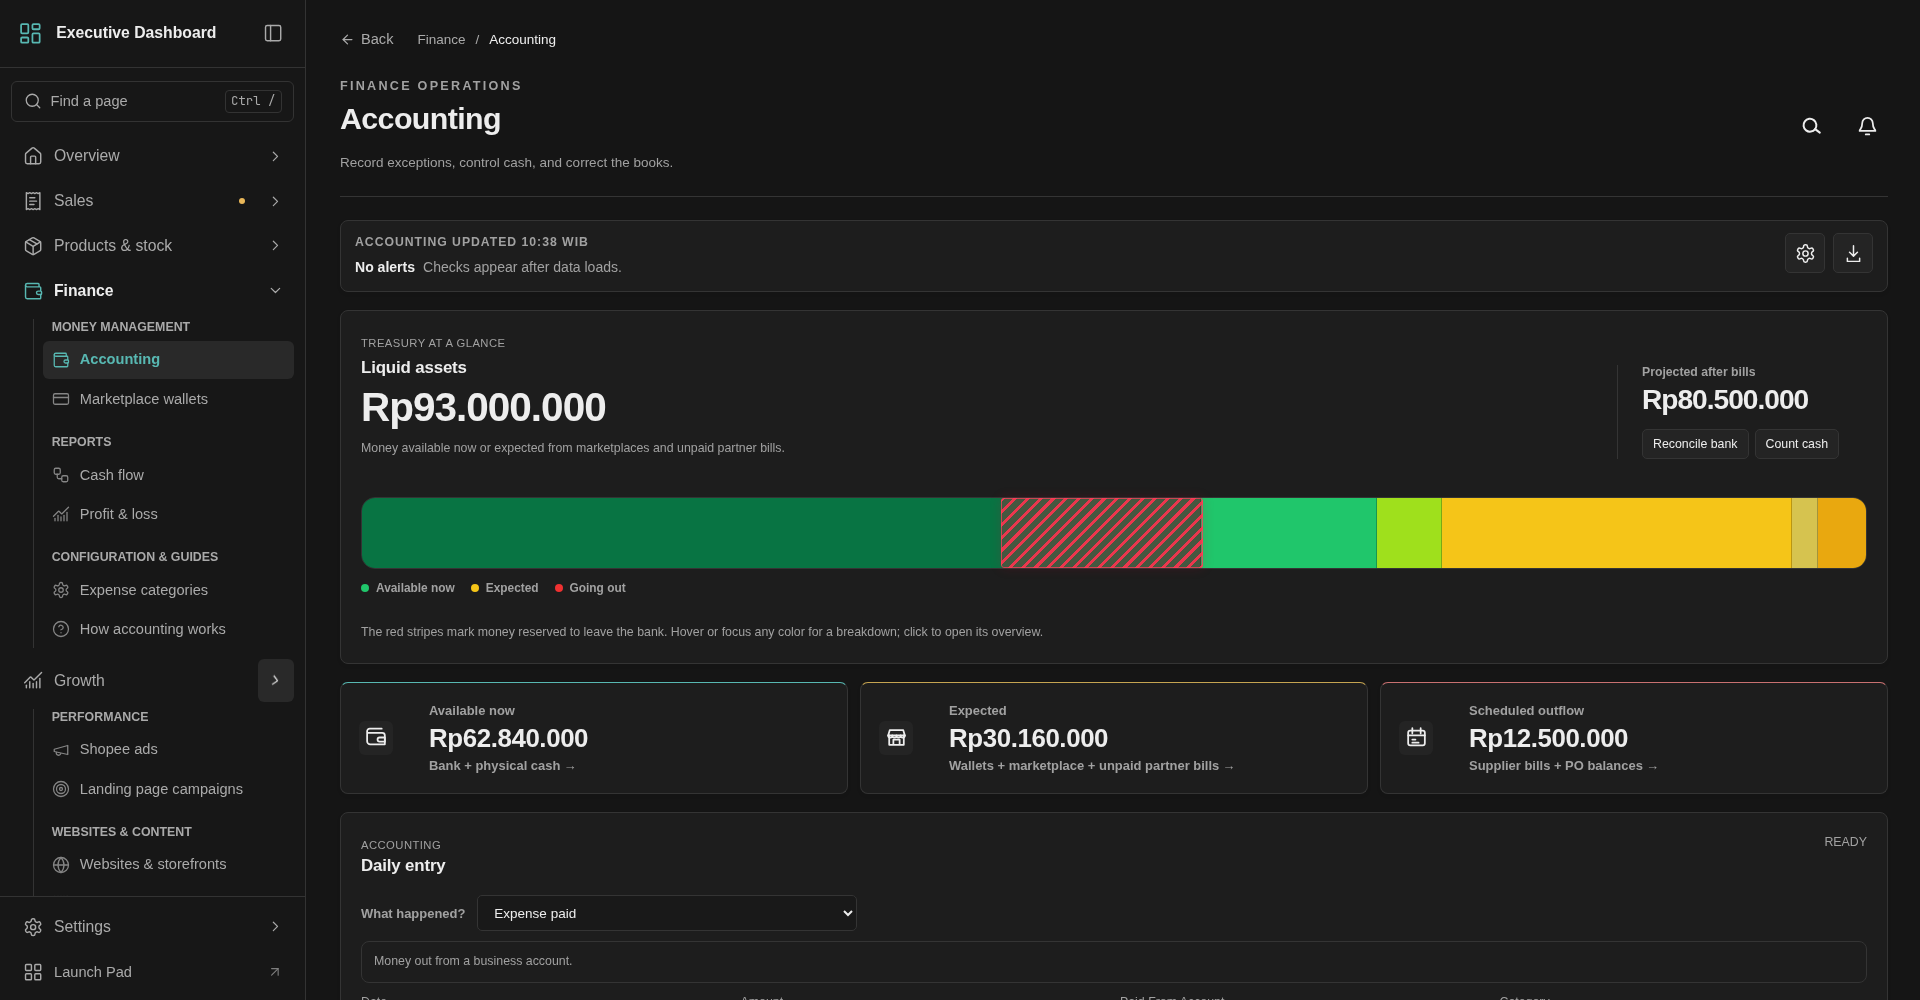 Executive Dashboard
Find a page
Ctrl /
Overview
Sales
Products & stock
Finance
MONEY MANAGEMENT
Accounting
Marketplace wallets
REPORTS
Cash flow
Profit & loss
CONFIGURATION & GUIDES
Expense categories
How accounting works
Growth
PERFORMANCE
Shopee ads
Landing page campaigns
WEBSITES & CONTENT
Websites & storefronts
Settings
Launch Pad
Back
Finance / Accounting
FINANCE OPERATIONS
Accounting
Record exceptions, control cash, and correct the books.
ACCOUNTING UPDATED 10:38 WIB
No alerts Checks appear after data loads.
TREASURY AT A GLANCE
Liquid assets
Rp93.000.000
Money available now or expected from marketplaces and unpaid partner bills.
Projected after bills
Rp80.500.000
Reconcile bank
Count cash
Available now
Expected
Going out
The red stripes mark money reserved to leave the bank. Hover or focus any color for a breakdown; click to open its overview.
Available now
Rp62.840.000
Bank + physical cash →
Expected
Rp30.160.000
Wallets + marketplace + unpaid partner bills →
Scheduled outflow
Rp12.500.000
Supplier bills + PO balances →
ACCOUNTING
Daily entry
READY
What happened?
Expense paid
Money out from a business account.
Date
Amount
Paid From Account
Category